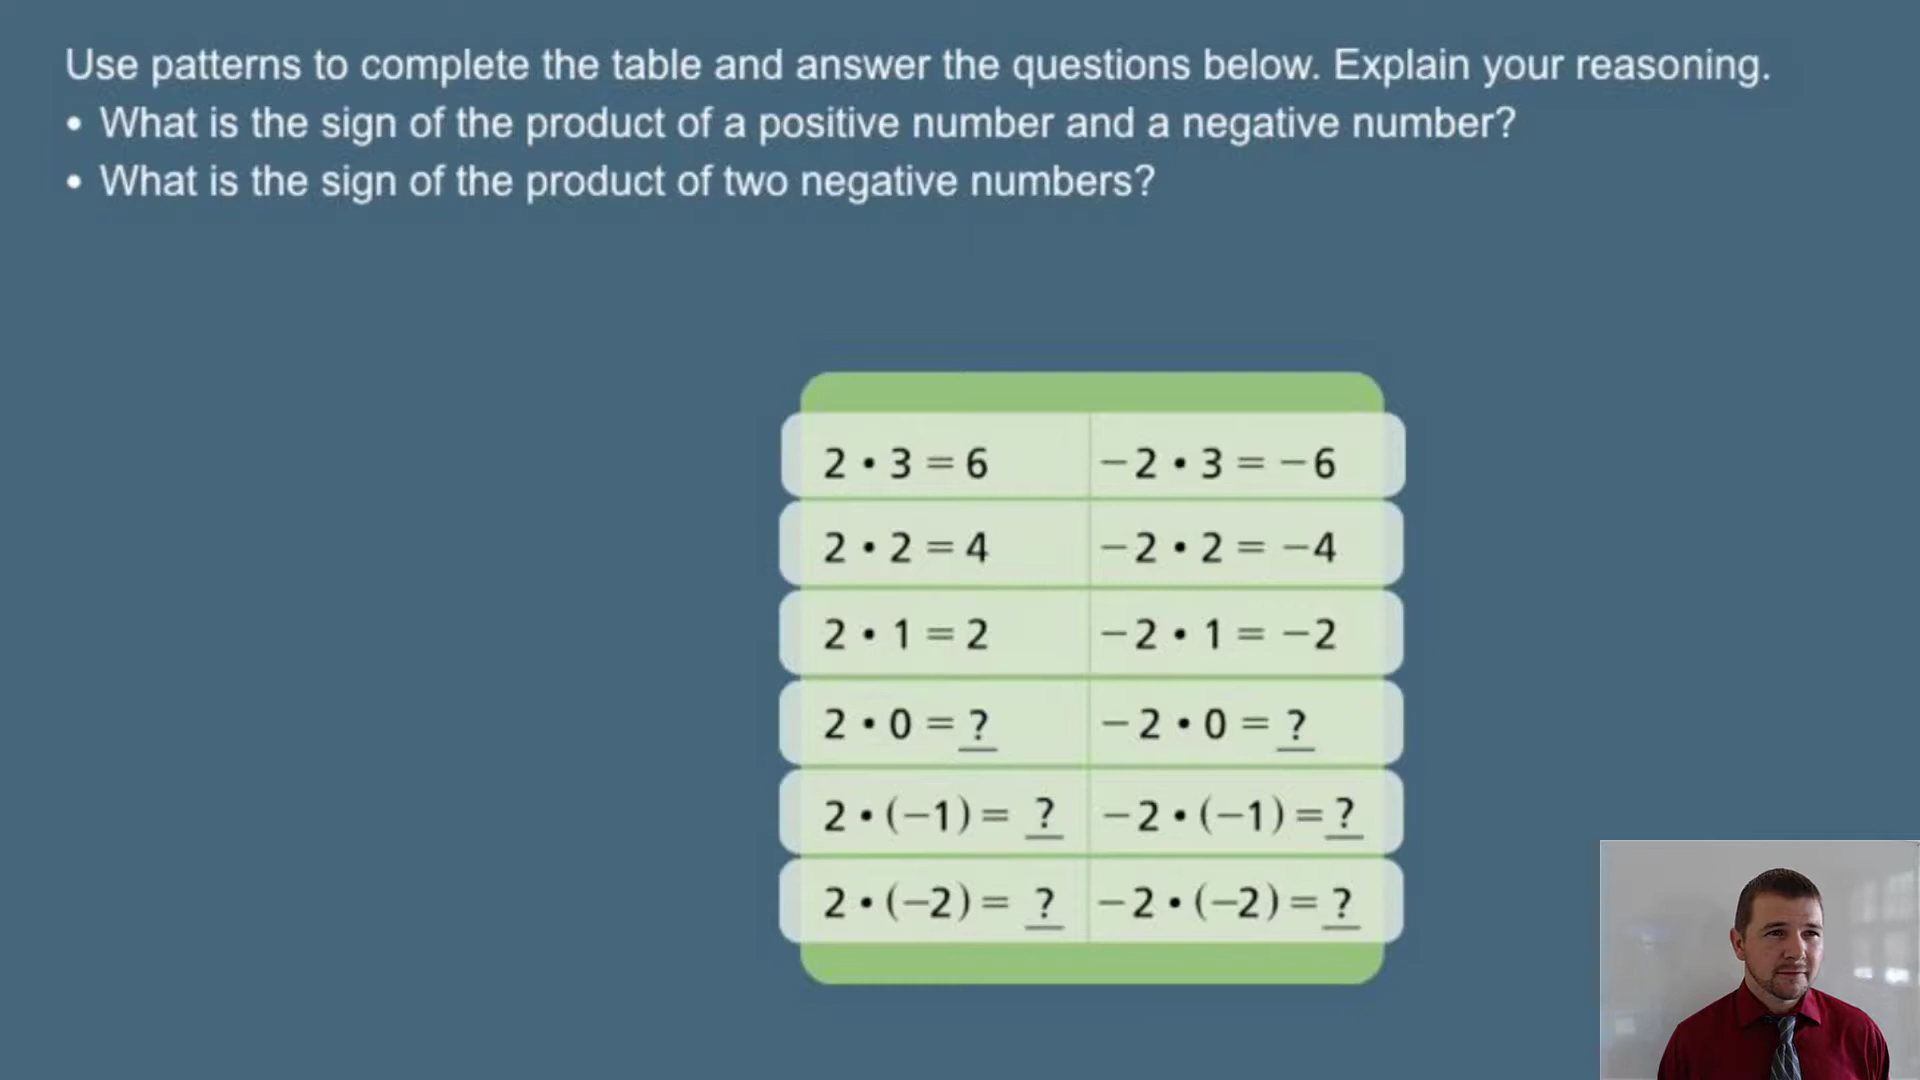 Use patterns to complete the table and answer the questions below. Explain your reasoning.
• What is the sign of the product of a positive number and a negative number?
• What is the sign of the product of two negative numbers?
2 • 3 = 6 −2 • 3 = −6
2 • 2 = 4 −2 • 2 = −4
2 • 1 = 2 −2 • 1 = −2
2 • 0 = ? −2 • 0 = ?
2 • (−1) = ? −2 • (−1) = ?
2 • (−2) = ? −2 • (−2) = ?